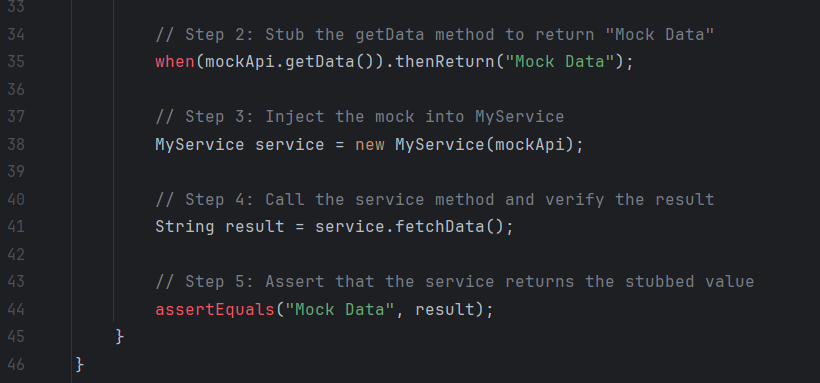 33
34 // Step 2: Stub the getData method to return "Mock Data"
35 when(mockApi.getData()).thenReturn("Mock Data");
36
37 // Step 3: Inject the mock into MyService
38 MyService service = new MyService(mockApi);
39
40 // Step 4: Call the service method and verify the result
41 String result = service.fetchData();
42
43 // Step 5: Assert that the service returns the stubbed value
44 assertEquals("Mock Data", result);
45 }
46 }